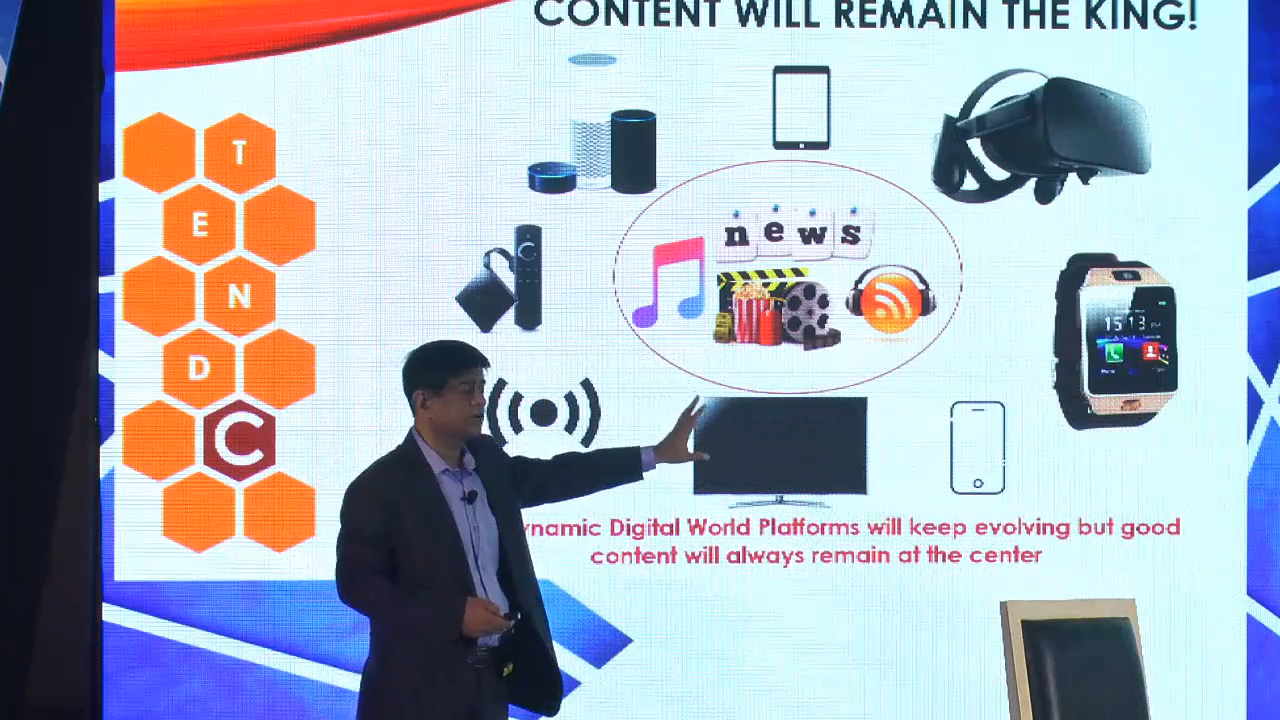 CONTENT WILL REMAIN THE KING!
T
E
N
D
C
news
15 13
ynamic Digital World Platforms will keep evolving but good
content will always remain at the center